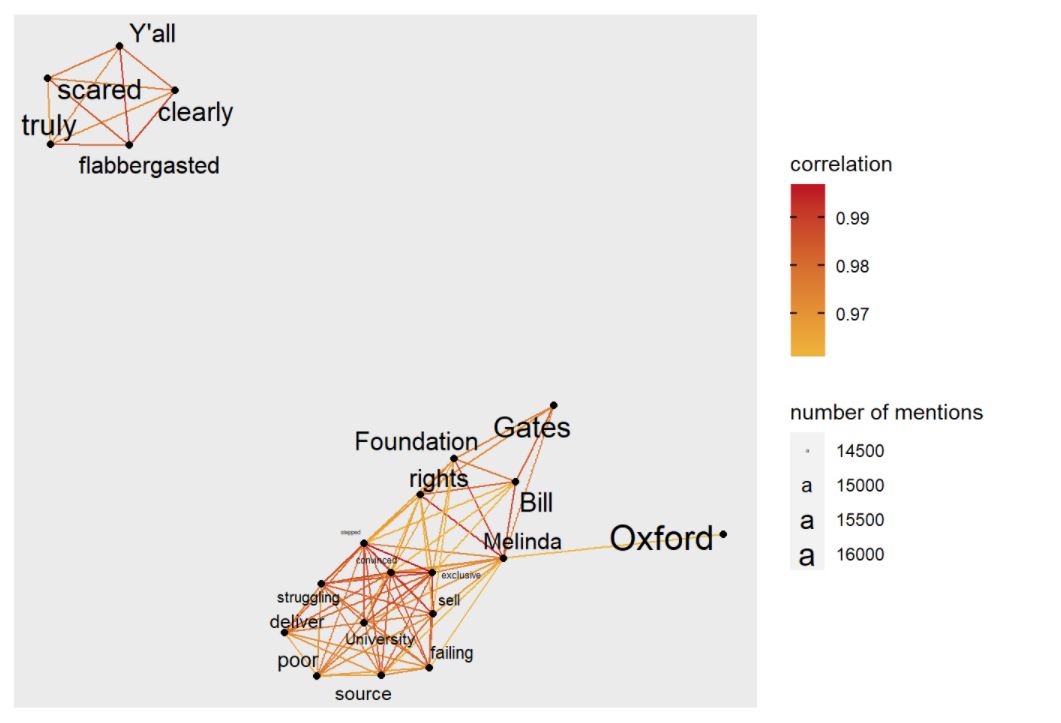 Y'all
scared
clearly
truly
flabbergasted
correlation
0.99
0.98
0.97
number of mentions
a 14500
a 15000
a 15500
a 16000
Gates
Foundation
rights
Bill
Oxford
Melinda
stepped
convinced
exclusive
struggling
sell
deliver
University
failing
poor
source